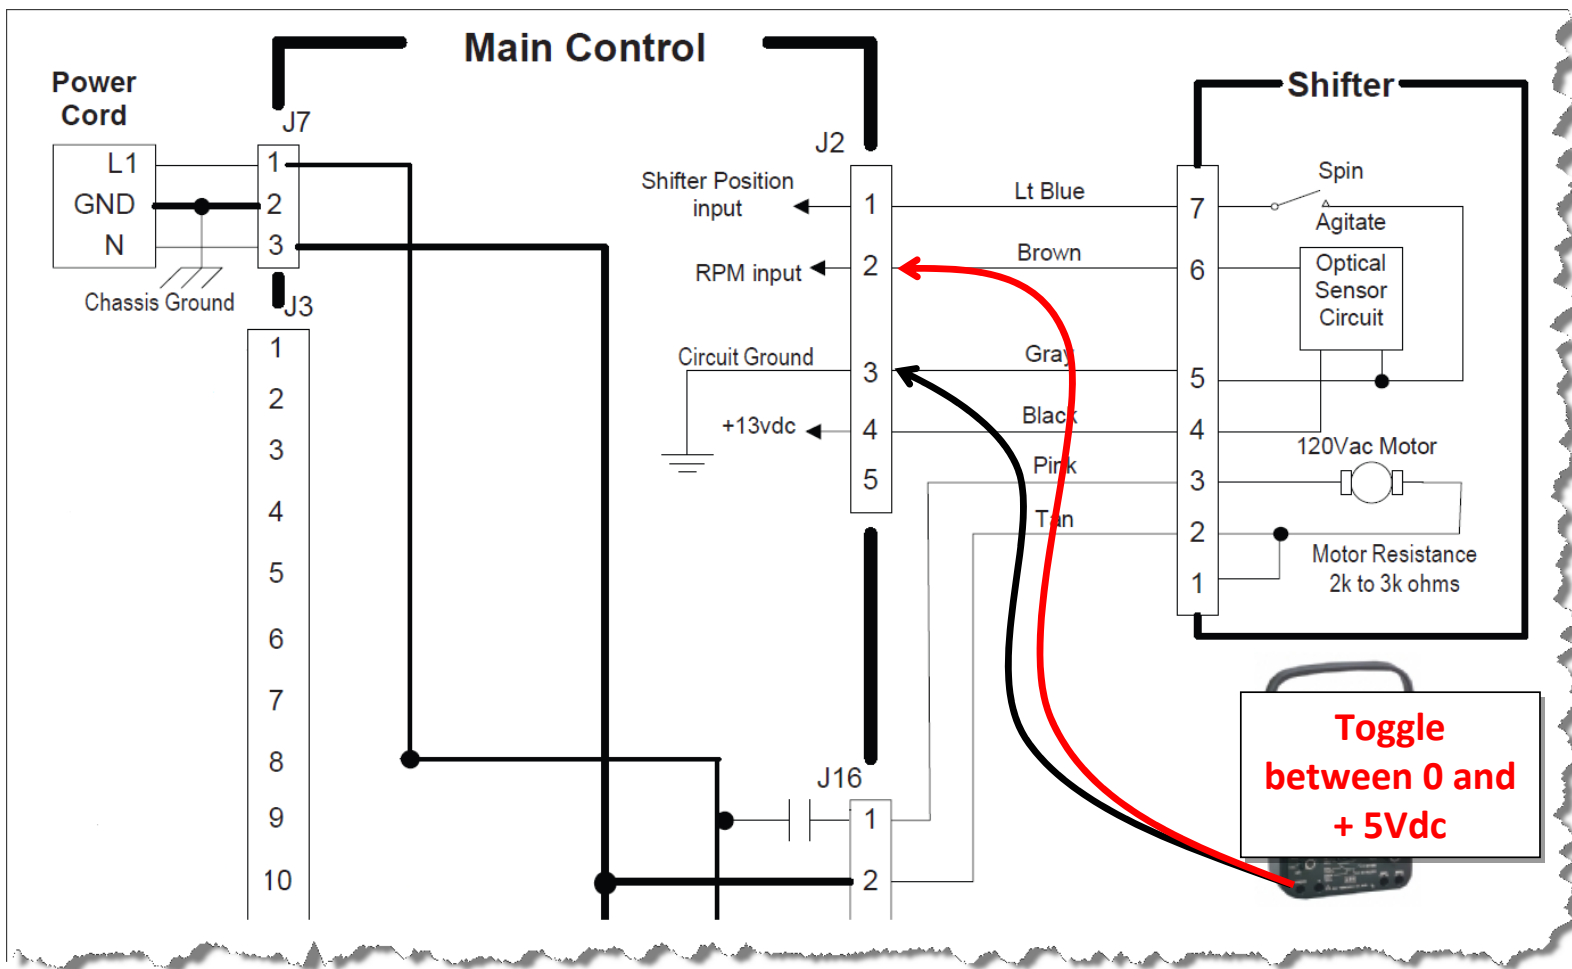 Main Control
Power
Cord
Shifter
J7
J2
L1
GND
N
1
2
3
Chassis Ground
J3
1
2
3
4
5
6
7
8
9
10
Shifter Position
input
RPM input
Circuit Ground
+13vdc
1
2
3
4
5
Lt Blue
Brown
Gray
Black
Pink
Tan
7
6
5
4
3
2
1
Spin
Agitate
Optical
Sensor
Circuit
120Vac Motor
Motor Resistance
2k to 3k ohms
J16
1
2
Toggle
between 0 and
+ 5Vdc